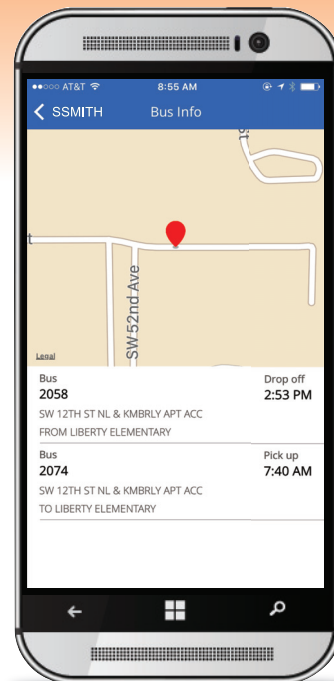 AT&T 8:55 AM
SSMITH Bus Info
st
t
SW 52nd Ave
Legal
Bus Drop off
2058 2:53 PM
SW 12TH ST NL & KMBRLY APT ACC
FROM LIBERTY ELEMENTARY
Bus Pick up
2074 7:40 AM
SW 12TH ST NL & KMBRLY APT ACC
TO LIBERTY ELEMENTARY